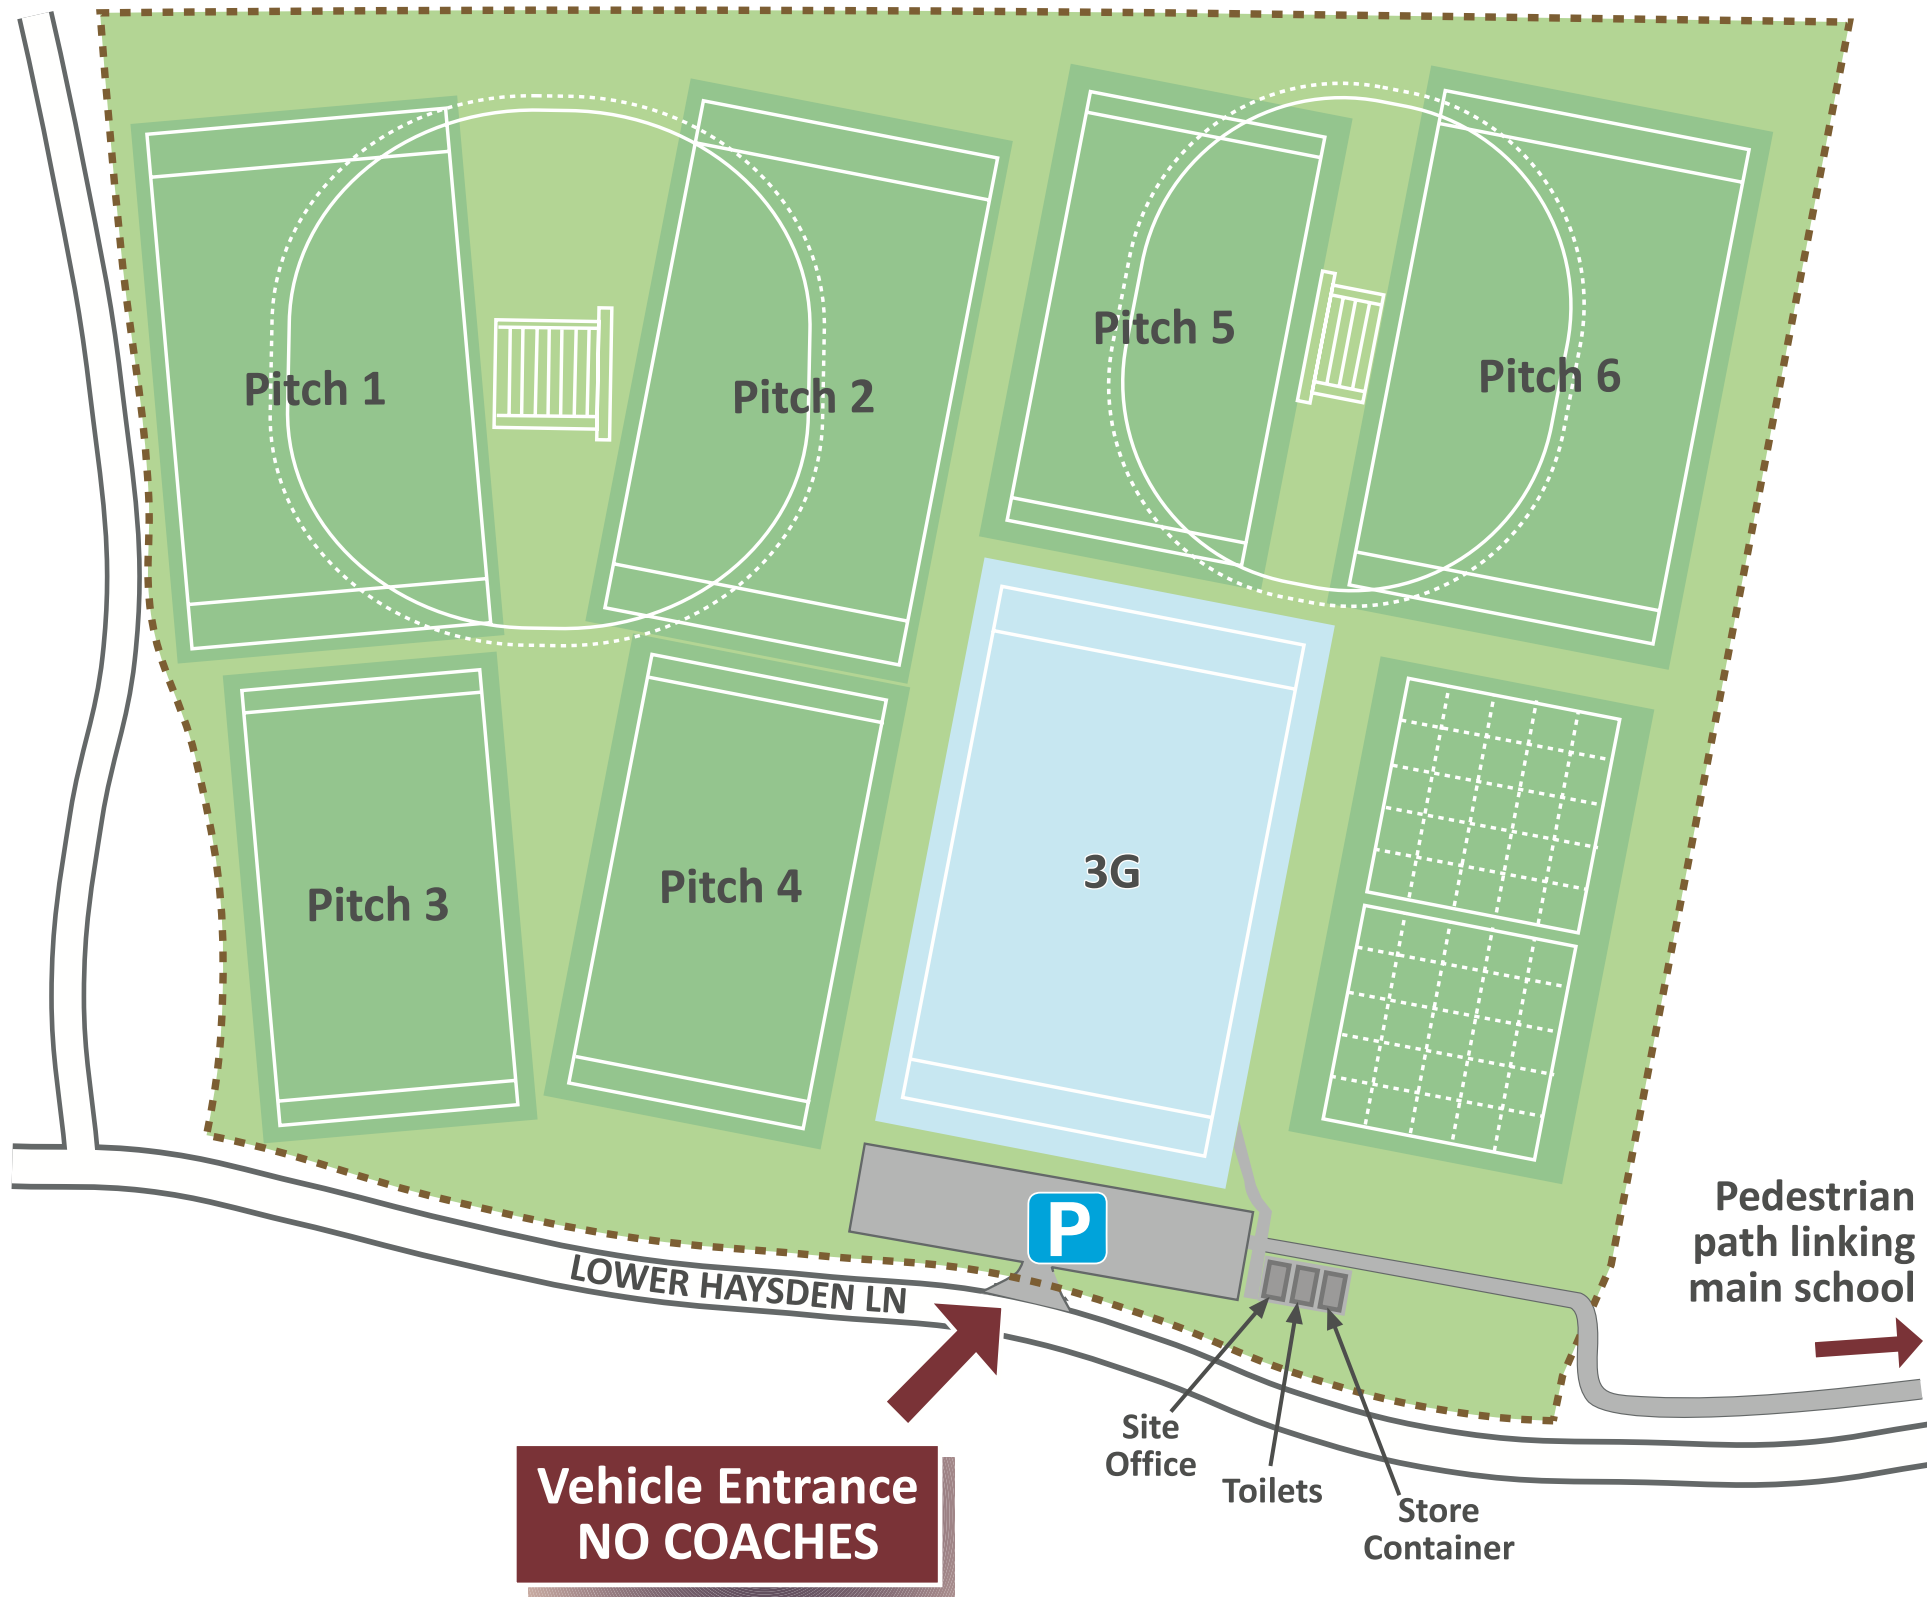 Pitch 1
Pitch 2
Pitch 5
Pitch 6
Pitch 3
Pitch 4
3G
P
LOWER HAYSDEN LN
Pedestrian
path linking
main school
Site
Office
Toilets
Store
Container
Vehicle Entrance
NO COACHES